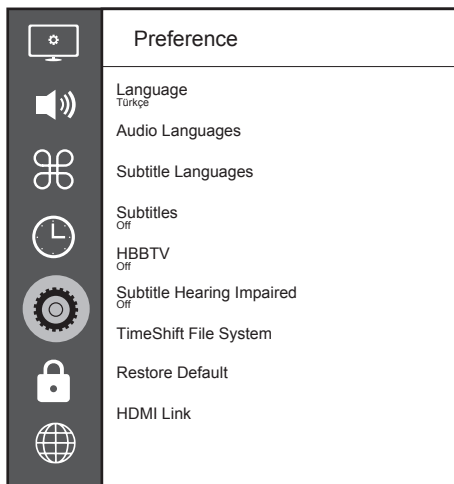 Preference
Language
Türkçe
Audio Languages
Subtitle Languages
Subtitles
Off
HBBTV
Off
Subtitle Hearing Impaired
Off
TimeShift File System
Restore Default
HDMI Link